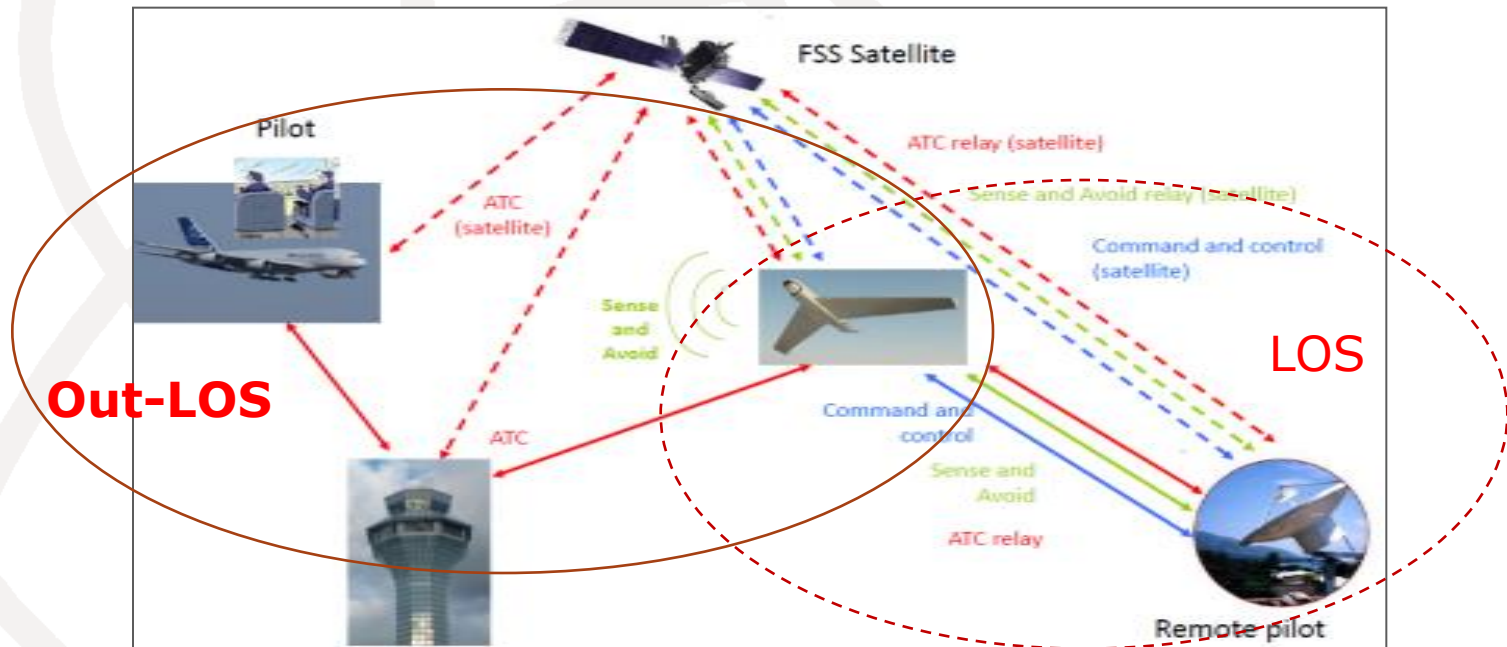 FSS Satellite
Pilot
ATC relay (satellite)
ATC
(satellite)
Sense and Avoid relay (satellite)
Command and control
(satellite)
Sense
and
Avoid
LOS
Out-LOS
Command and
control
ATC
Sense and
Avoid
ATC relay
Remote pilot